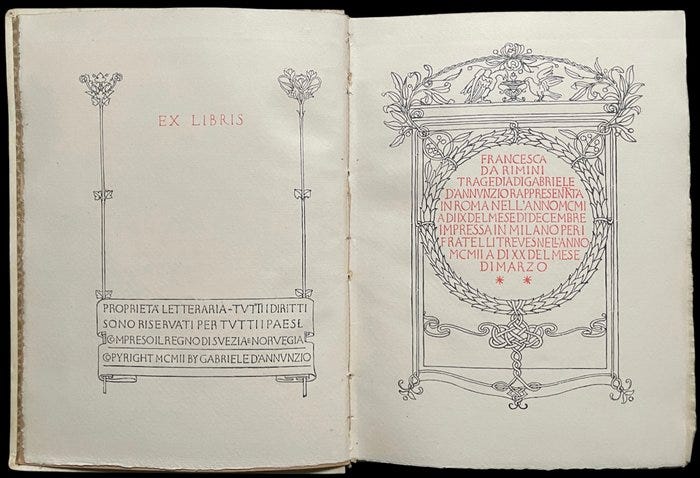 EX LIBRIS
PROPRIETÀ LETTERARIA-TUTTI I DIRITTI
SONO RISERVATI PER TUTTI I PAESI.
COMPRESO IL REGNO DI SVEZIA E NORVEGIA
COPYRIGHT MCMII BY GABRIELE D'ANNVNZIO
FRANCESCA
DA RIMINI
TRAGEDIA DI GABRIELE
D'ANNVNZIO RAPPRESENTATA
IN ROMA NELL'ANNO MCMI
A DI IX DEL MESE DI DECEMBRE
IMPRESSA IN MILANO PER I
FRATELLI TREVES NELL'ANNO
MCMII A DI XX DEL MESE
DI MARZO